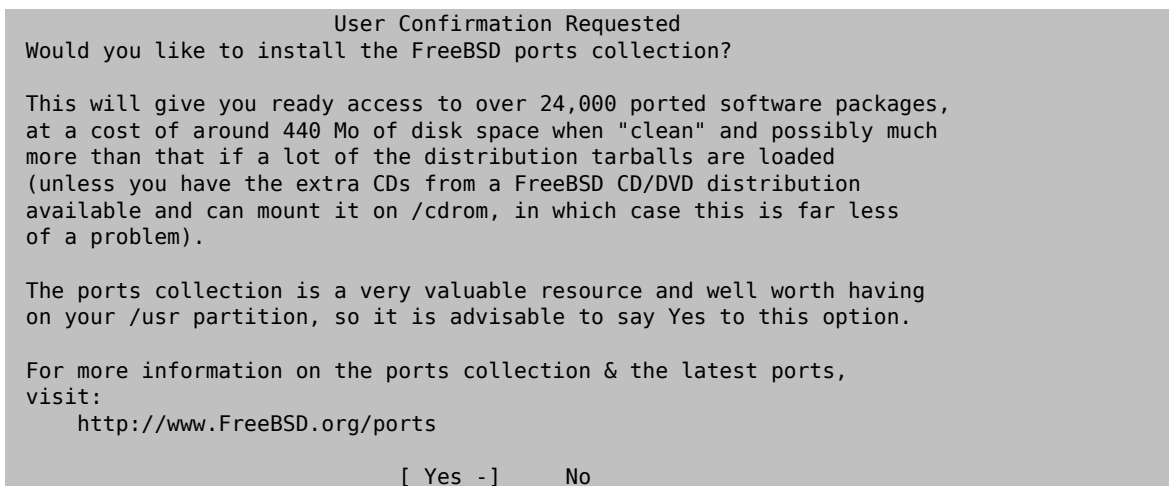 User Confirmation Requested
Would you like to install the FreeBSD ports collection?
This will give you ready access to over 24,000 ported software packages,
at a cost of around 440 Mo of disk space when "clean" and possibly much
more than that if a lot of the distribution tarballs are loaded
(unless you have the extra CDs from a FreeBSD CD/DVD distribution
available and can mount it on /cdrom, in which case this is far less
of a problem).
The ports collection is a very valuable resource and well worth having
on your /usr partition, so it is advisable to say Yes to this option.
For more information on the ports collection & the latest ports,
visit:
http://www.FreeBSD.org/ports
[ Yes -] No